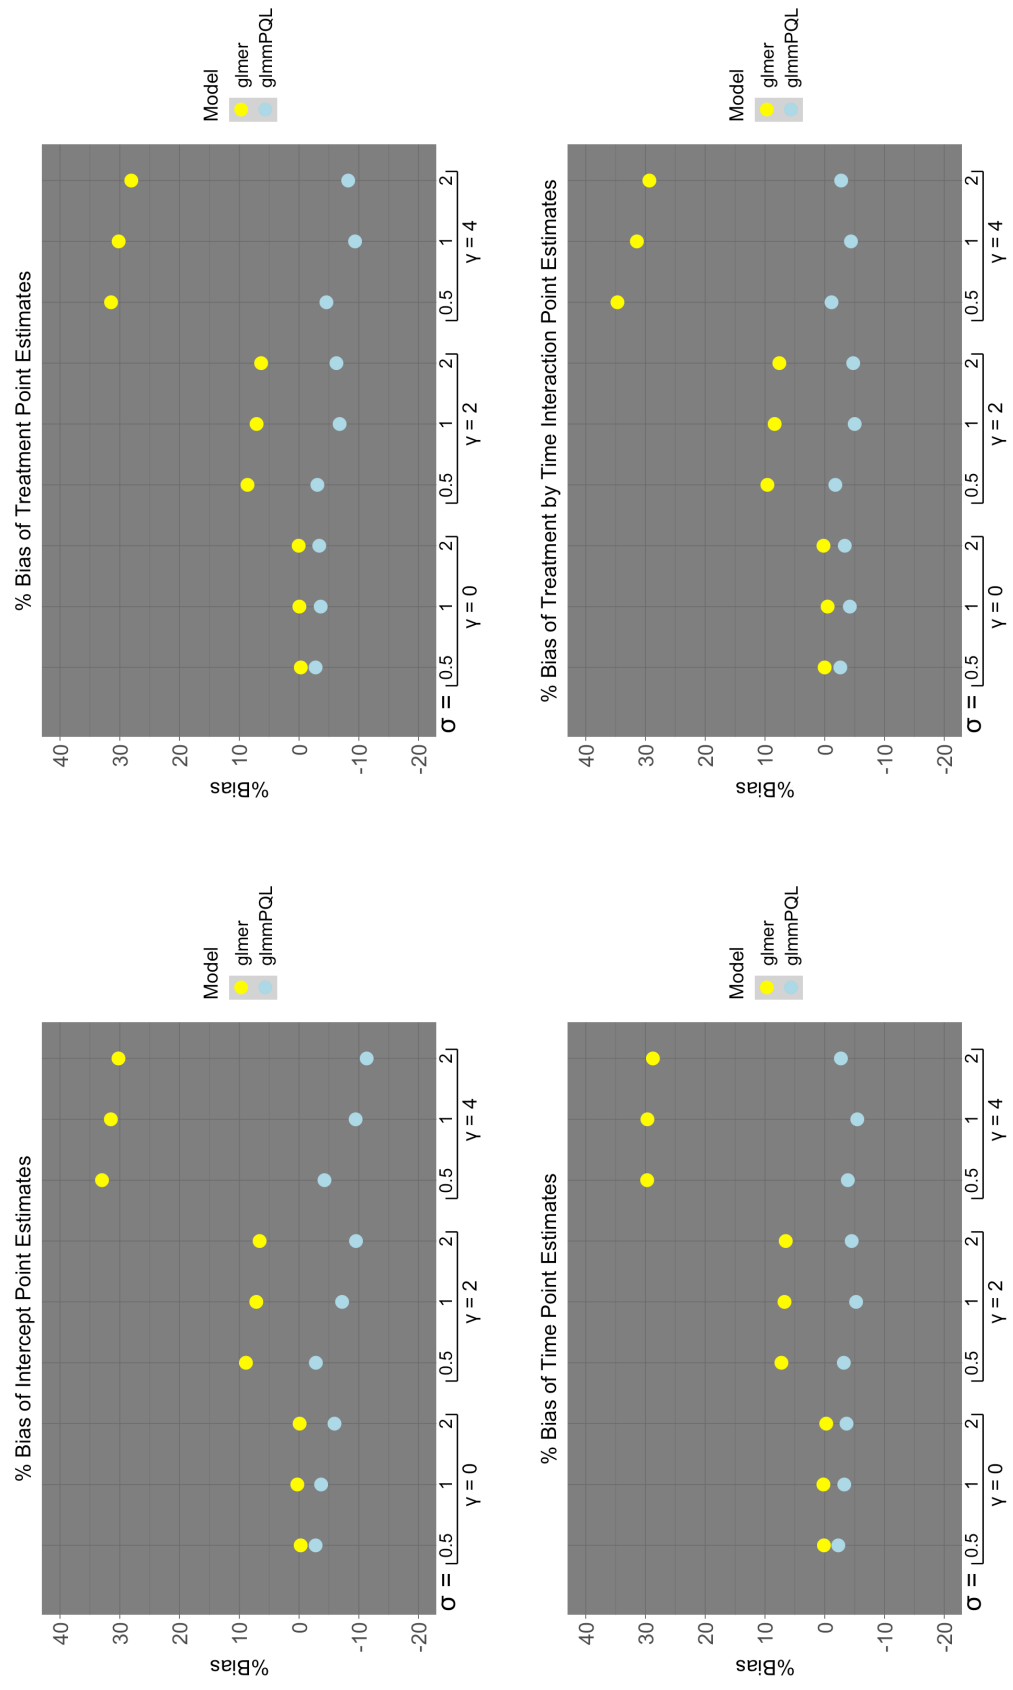 % Bias of Intercept Point Estimates
%Bias
40
30
20
10
0
-10
-20
σ =
0.5 1 2 0.5 1 2 0.5 1 2
γ = 0 γ = 2 γ = 4
Model
glmer
glmmPQL
% Bias of Treatment Point Estimates
%Bias
40
30
20
10
0
-10
-20
σ =
0.5 1 2 0.5 1 2 0.5 1 2
γ = 0 γ = 2 γ = 4
Model
glmer
glmmPQL
% Bias of Time Point Estimates
%Bias
40
30
20
10
0
-10
-20
σ =
0.5 1 2 0.5 1 2 0.5 1 2
γ = 0 γ = 2 γ = 4
Model
glmer
glmmPQL
% Bias of Treatment by Time Interaction Point Estimates
%Bias
40
30
20
10
0
-10
-20
σ =
0.5 1 2 0.5 1 2 0.5 1 2
γ = 0 γ = 2 γ = 4
Model
glmer
glmmPQL